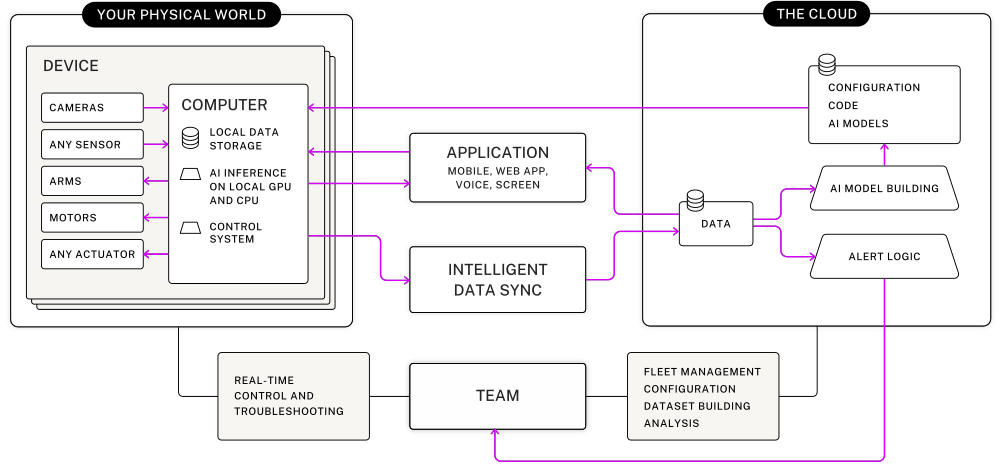 YOUR PHYSICAL WORLD
DEVICE
CAMERAS
ANY SENSOR
ARMS
MOTORS
ANY ACTUATOR
COMPUTER
LOCAL DATA
STORAGE
AI INFERENCE
ON LOCAL GPU
AND CPU
CONTROL
SYSTEM
APPLICATION
MOBILE, WEB APP,
VOICE, SCREEN
INTELLIGENT
DATA SYNC
THE CLOUD
CONFIGURATION
CODE
AI MODELS
AI MODEL BUILDING
DATA
ALERT LOGIC
REAL-TIME
CONTROL AND
TROUBLESHOOTING
TEAM
FLEET MANAGEMENT
CONFIGURATION
DATASET BUILDING
ANALYSIS